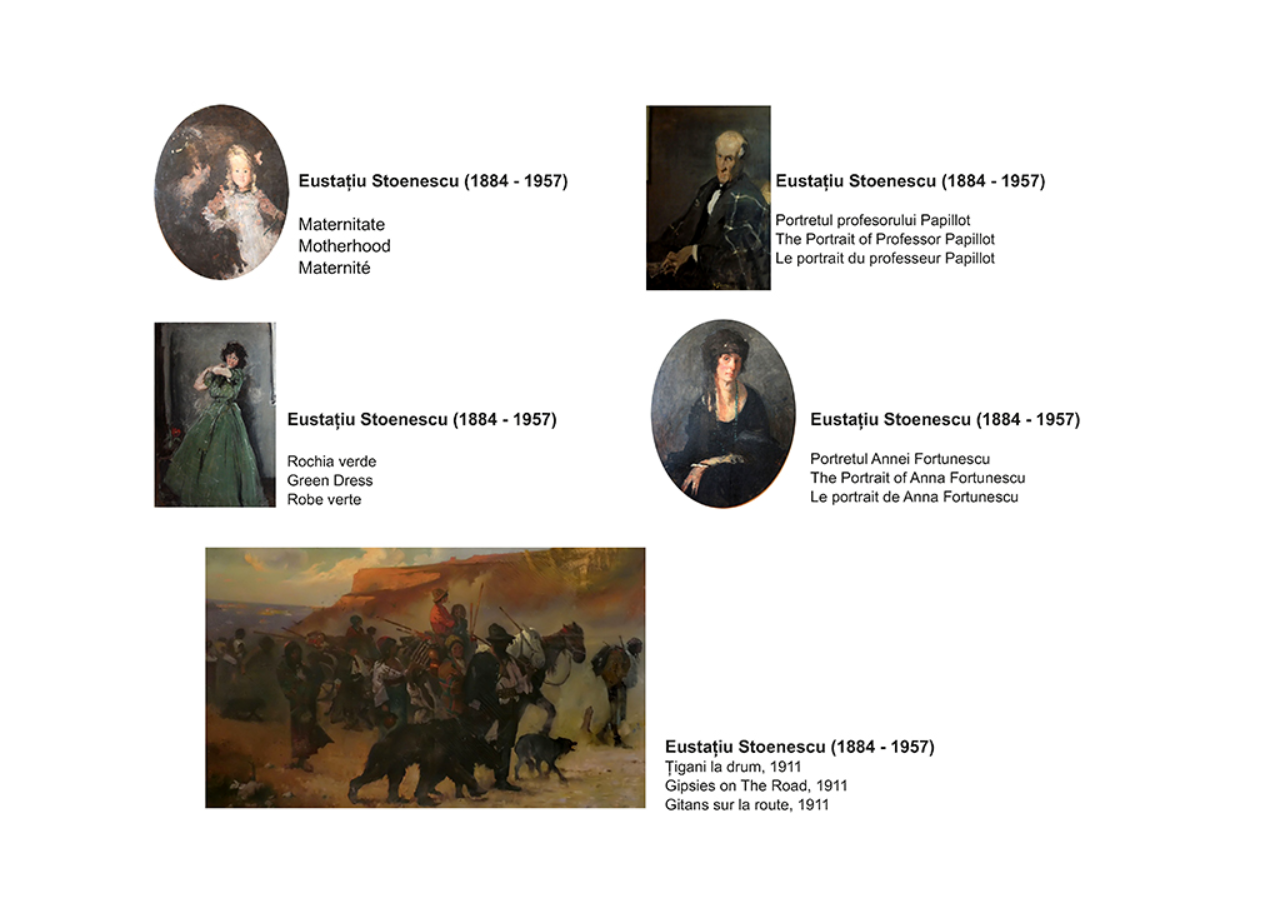 Eustațiu Stoenescu (1884 - 1957)
Maternitate
Motherhood
Maternité
Eustațiu Stoenescu (1884 - 1957)
Portretul profesorului Papillot
The Portrait of Professor Papillot
Le portrait du professeur Papillot
Eustațiu Stoenescu (1884 - 1957)
Rochia verde
Green Dress
Robe verte
Eustațiu Stoenescu (1884 - 1957)
Portretul Annei Fortunescu
The Portrait of Anna Fortunescu
Le portrait de Anna Fortunescu
Eustațiu Stoenescu (1884 - 1957)
Țigani la drum, 1911
Gipsies on The Road, 1911
Gitans sur la route, 1911